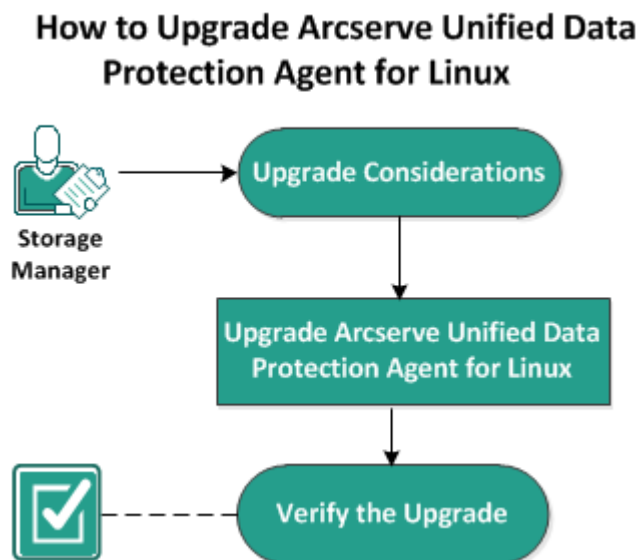 How to Upgrade Arcserve Unified Data
Protection Agent for Linux
Upgrade Considerations
Storage
Manager
Upgrade Arcserve Unified Data
Protection Agent for Linux
Verify the Upgrade